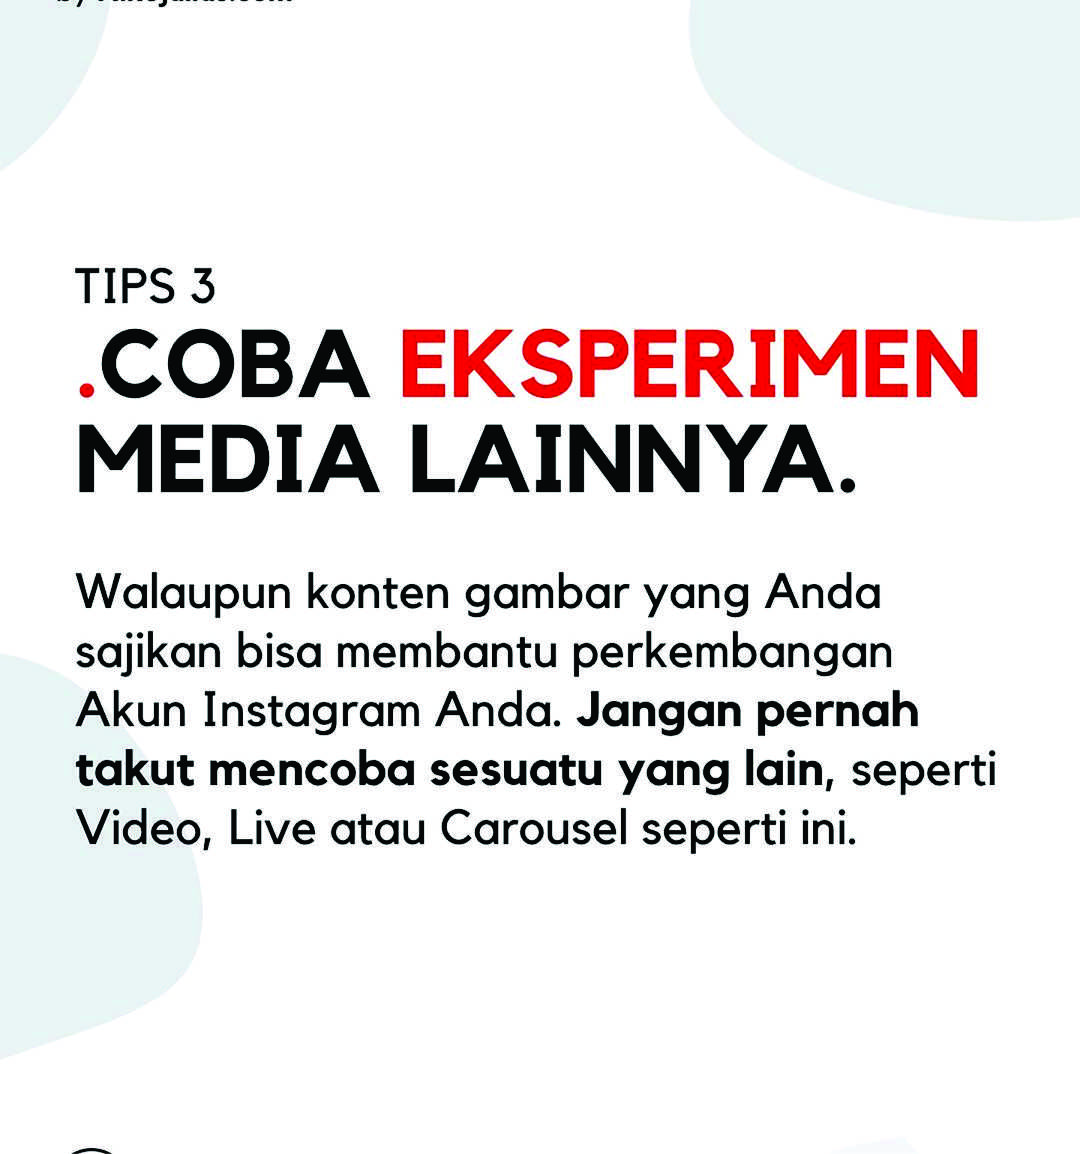 by
TIPS 3
.COBA EKSPERIMEN
MEDIA LAINNYA.
Walaupun konten gambar yang Anda
sajikan bisa membantu perkembangan
Akun Instagram Anda. Jangan pernah
takut mencoba sesuatu yang lain, seperti
Video, Live atau Carousel seperti ini.